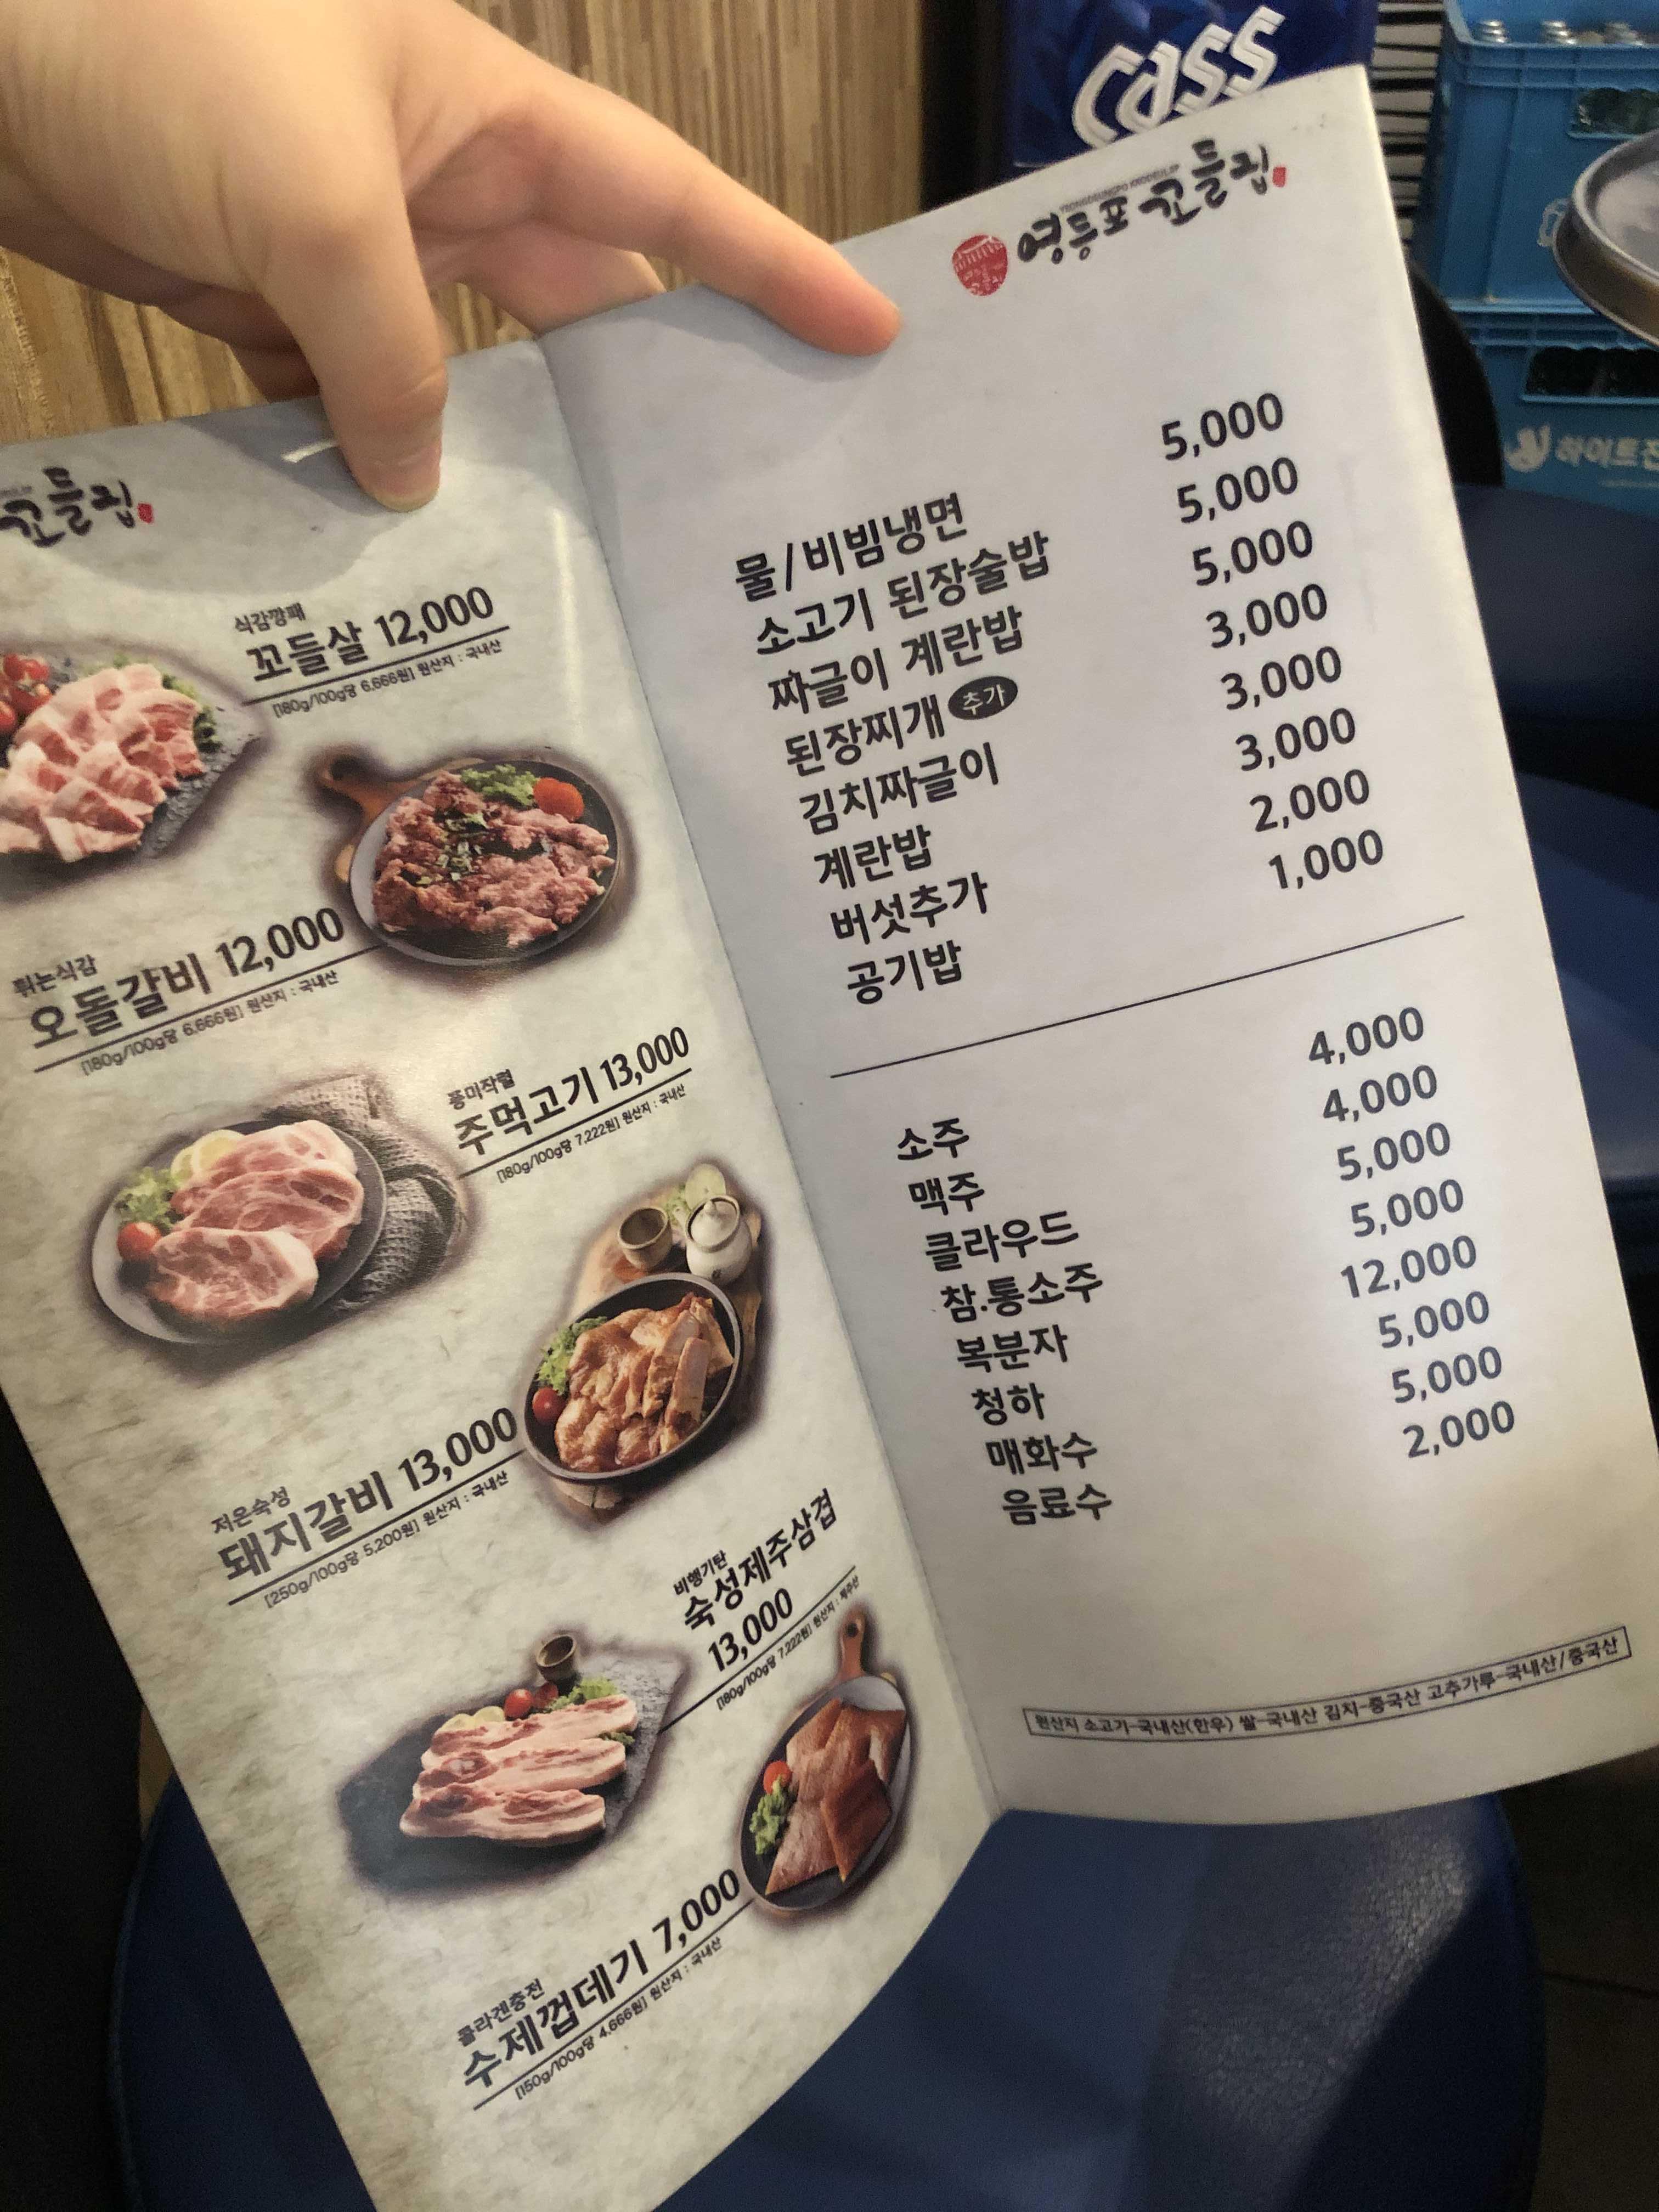 cass
하이트진
꼬들집
식감깡패
꼬들살 12,000
[180g/100g당 6,666원] 원산지 : 국내산
튀는식감
오돌갈비 12,000
[180g/100g당 6,666원] 원산지 : 국내산
풍미작렬
주먹고기 13,000
[180g/100g당 7,222원] 원산지 : 국내산
저온숙성
돼지갈비 13,000
[250g/100g당 5,200원] 원산지 : 국내산
비행기탄
숙성제주삼겹
13,000
[180g/100g당 7,222원] 원산지 : 제주산
콜라겐충전
수제껍데기 7,000
[150g/100g당 4,666원] 원산지 : 국내산
영등포 꼬들집
물/비빔냉면 5,000
소고기 된장술밥 5,000
짜글이 계란밥 5,000
된장찌개 추가 3,000
김치짜글이 3,000
계란밥 3,000
버섯추가 2,000
공기밥 1,000
소주 4,000
맥주 4,000
클라우드 5,000
참.통소주 5,000
복분자 12,000
청하 5,000
매화수 5,000
음료수 2,000
원산지 소고기-국내산(한우) 쌀-국내산 김치-중국산 고추가루-국내산/중국산